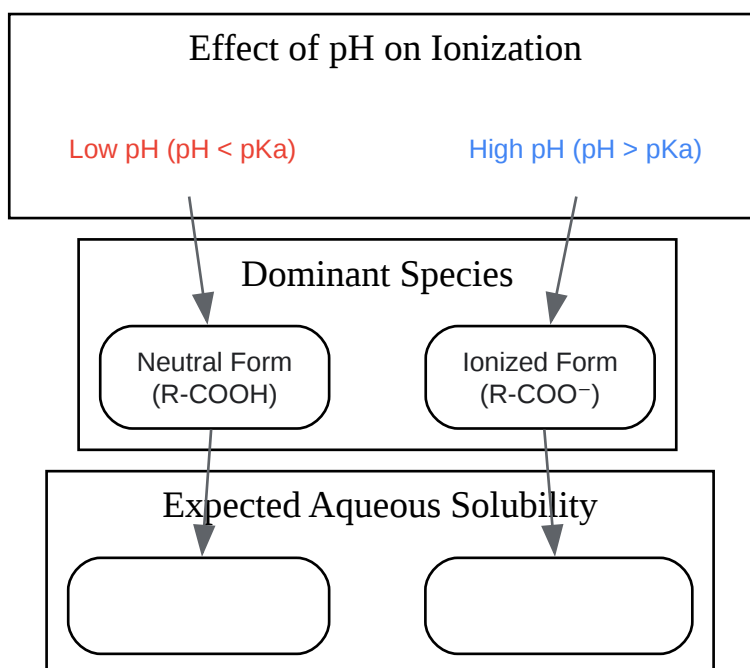 Effect of pH on Ionization
Low pH (pH < pKa)
High pH (pH > pKa)
Dominant Species
Neutral Form
(R-COOH)
Ionized Form
(R-COO⁻)
Expected Aqueous Solubility